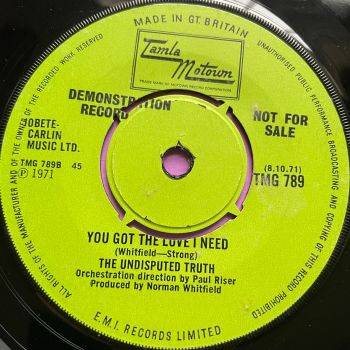 MADE IN GT. BRITAIN
Tamla
Motown
TRADE MARK OF MOTOWN RECORD CORPORATION
DEMONSTRATION
RECORD
NOT FOR
SALE
JOBETE-
CARLIN
MUSIC LTD.
TMG 789B 45
Ⓟ 1971
(8.10.71)
TMG 789
YOU GOT THE LOVE I NEED
(Whitfield—Strong)
THE UNDISPUTED TRUTH
Orchestration direction by Paul Riser
Produced by Norman Whitfield
E.M.I. RECORDS LIMITED
ALL RIGHTS OF THE MANUFACTURER AND OF THE OWNER OF THE RECORDED WORK RESERVED
UNAUTHORISED PUBLIC PERFORMANCE BROADCASTING AND COPYING OF THIS RECORD PROHIBITED